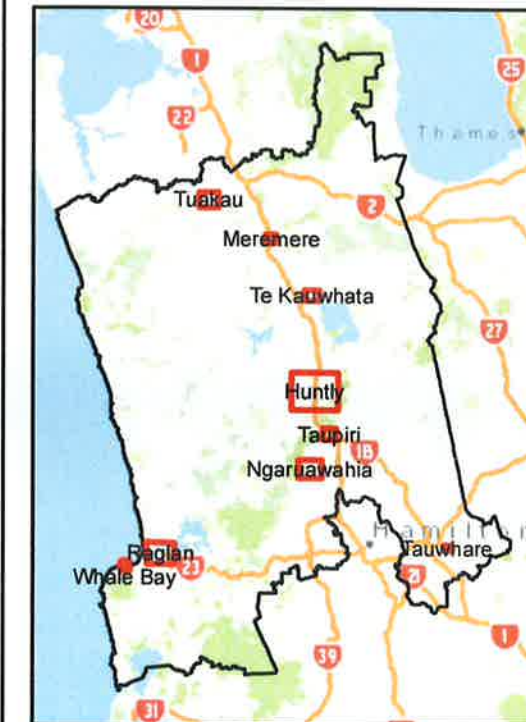 20
1
25
22
Thames
Tuakau
2
Meremere
Te Kauwhata
27
Huntly
Taupiri
1B
Ngaruawahia
Hamilton
Raglan
Tauwhare
Whale Bay
23
21
1
39
31